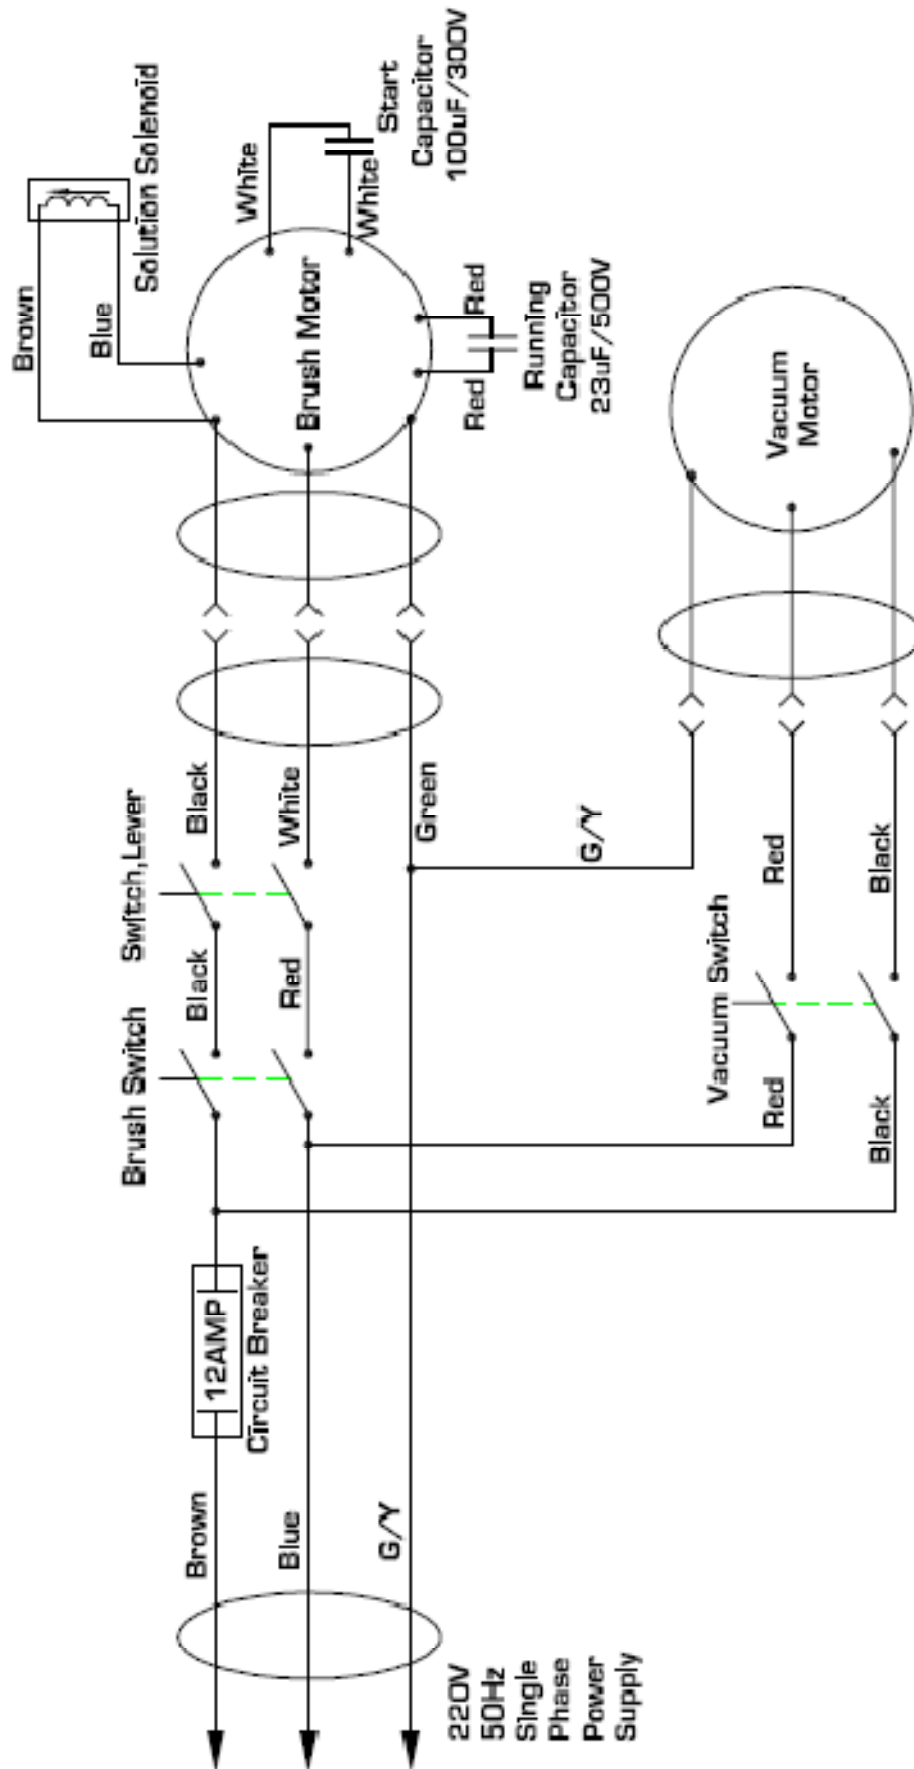 Solution Solenoid
Brown
Blue
White
White
Start
Capacitor
100uF/300V
Brush Motor
Red
Red
Running
Capacitor
23uF/500V
Vacuum
Motor
Switch,Lever
Black
White
Green
G/Y
Red
Black
Brush Switch
Black
Red
Vacuum Switch
Red
Black
12AMP
Circuit Breaker
Brown
Blue
G/Y
220V
50Hz
Single
Phase
Power
Supply